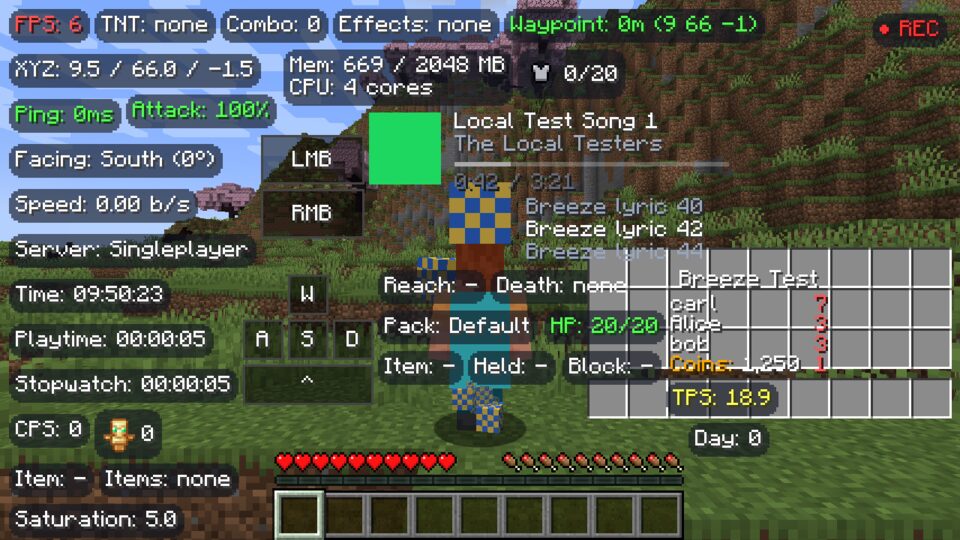 FPS: 6 TNT: none Combo: 0 Effects: none Waypoint: 0m (9 66 -1) REC
XYZ: 9.5 / 66.0 / -1.5
Mem: 669 / 2048 MB
CPU: 4 cores
0/20
Ping: 0ms
Attack: 100%
Local Test Song 1
The Local Testers
0:42 / 3:21
Facing: South (0°)
LMB
RMB
Speed: 0.00 b/s
Breeze lyric 40
Breeze lyric 42
Breeze lyric 44
Server: Singleplayer
Reach: - Death: none
Breeze Test
Time: 09:50:23
W
carl 7
Alice 3
bob 3
Coins: 1,250 1
Pack: Default HP: 20/20
Playtime: 00:00:05
A S D
Item: - Held: - Block: -
Stopwatch: 00:00:05
^
TPS: 18.9
CPS: 0
0
Day: 0
Item: - Items: none
Saturation: 5.0